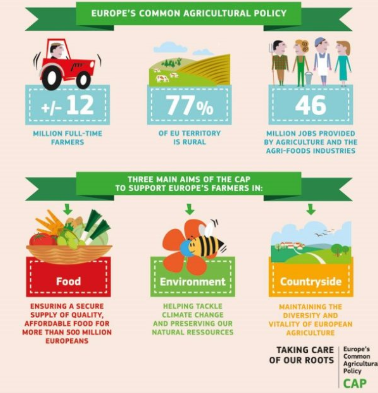 EUROPE'S COMMON AGRICULTURAL POLICY
+/- 12
MILLION FULL-TIME
FARMERS
77%
OF EU TERRITORY
IS RURAL
46
MILLION JOBS PROVIDED
BY AGRICULTURE AND THE
AGRI-FOODS INDUSTRIES
THREE MAIN AIMS OF THE CAP
TO SUPPORT EUROPE'S FARMERS IN:
Food
ENSURING A SECURE
SUPPLY OF QUALITY,
AFFORDABLE FOOD FOR
MORE THAN 500 MILLION
EUROPEANS
Environment
HELPING TACKLE
CLIMATE CHANGE
AND PRESERVING OUR
NATURAL RESSOURCES
Countryside
MAINTAINING THE
DIVERSITY AND
VITALITY OF EUROPEAN
AGRICULTURE
TAKING CARE
OF OUR ROOTS
Europe's
Common
Agricultura
Policy
CAP